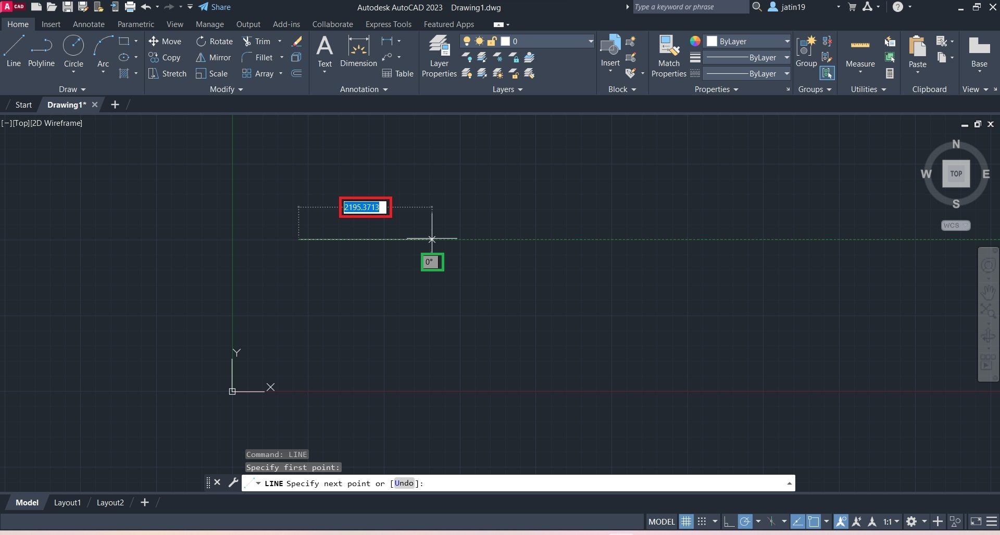 A CAD Share Autodesk AutoCAD 2023 Drawing1.dwg Type a keyword or phrase jatin19 ?
Home Insert Annotate Parametric View Manage Output Add-ins Collaborate Express Tools Featured Apps
Line Polyline Circle Arc
Draw
Move Rotate Trim
Copy Mirror Fillet
Stretch Scale Array
Modify
A
Text Dimension Table
Annotation
Layer
Properties
0
Layers
Insert
Block
Match
Properties
ByLayer
ByLayer
ByLayer
Properties
Group
Groups
Measure
Utilities
Paste
Clipboard
Base
View
Start Drawing1* +
[−][Top][2D Wireframe]
N
W TOP E
S
WCS
2195.3713
0°
Y
X
Command: LINE
Specify first point:
LINE Specify next point or [Undo]:
Model Layout1 Layout2 +
MODEL 1:1